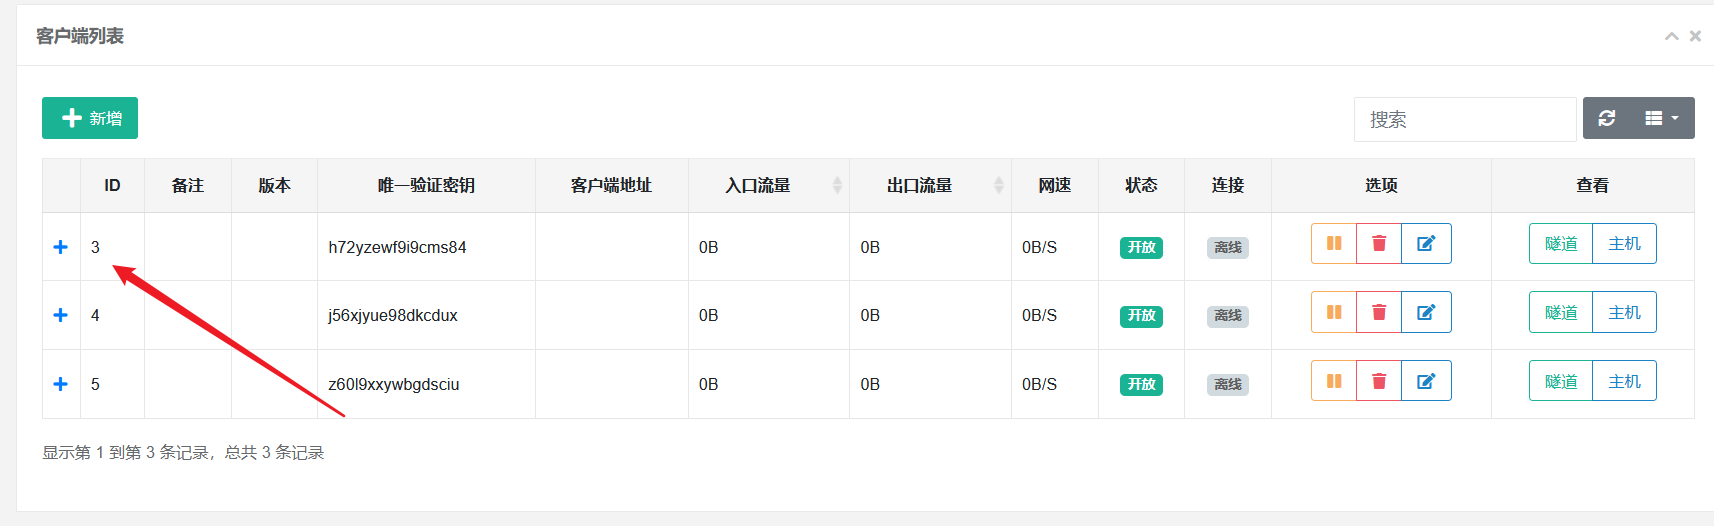 客户端列表
新增
搜索
ID 备注 版本 唯一验证密钥 客户端地址 入口流量 出口流量 网速 状态 连接 选项 查看
3 h72yzewf9i9cms84 0B 0B 0B/S 开放 离线 隧道 主机
4 j56xjyue98dkcdux 0B 0B 0B/S 开放 离线 隧道 主机
5 z60l9xxywbgdsciu 0B 0B 0B/S 开放 离线 隧道 主机
显示第 1 到第 3 条记录，总共 3 条记录